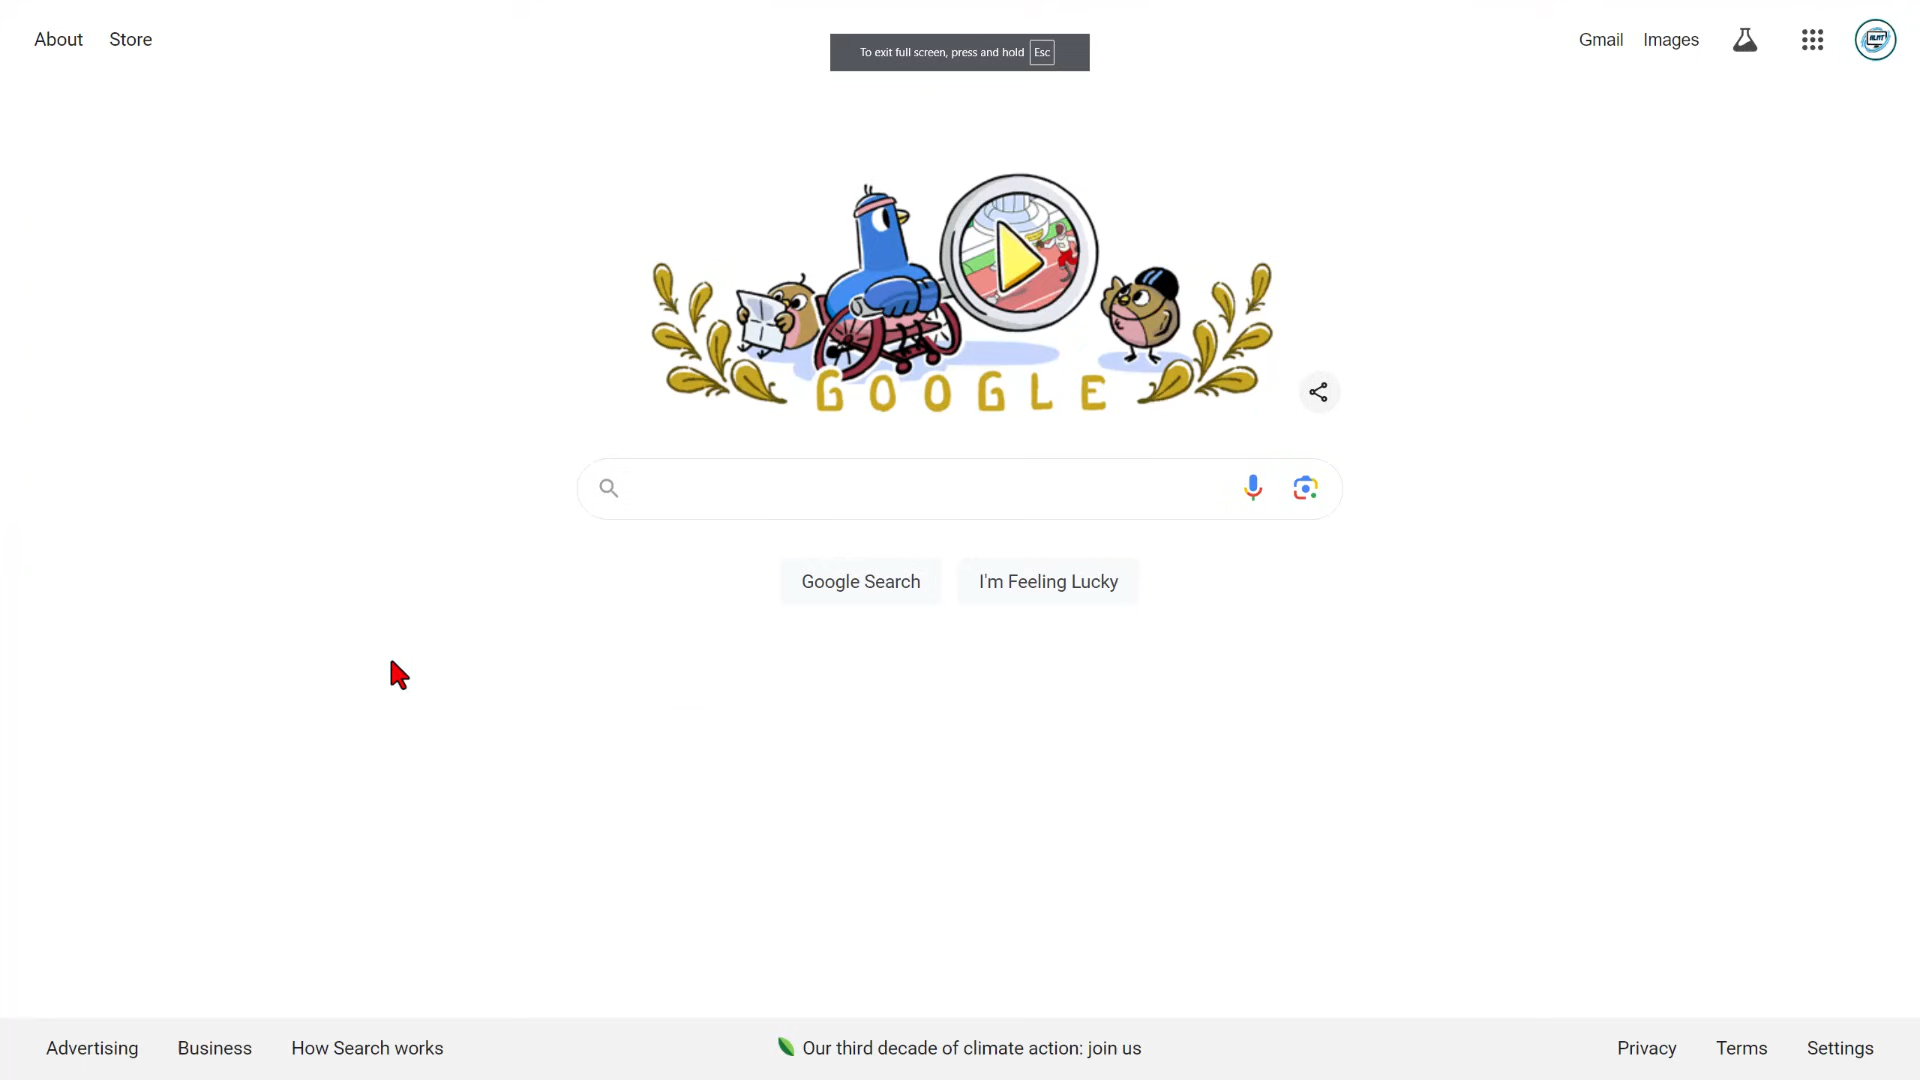 About
Store
To exit full screen, press and hold Esc
Gmail
Images
GOOGLE
Google Search
I'm Feeling Lucky
Advertising
Business
How Search works
Our third decade of climate action: join us
Privacy
Terms
Settings